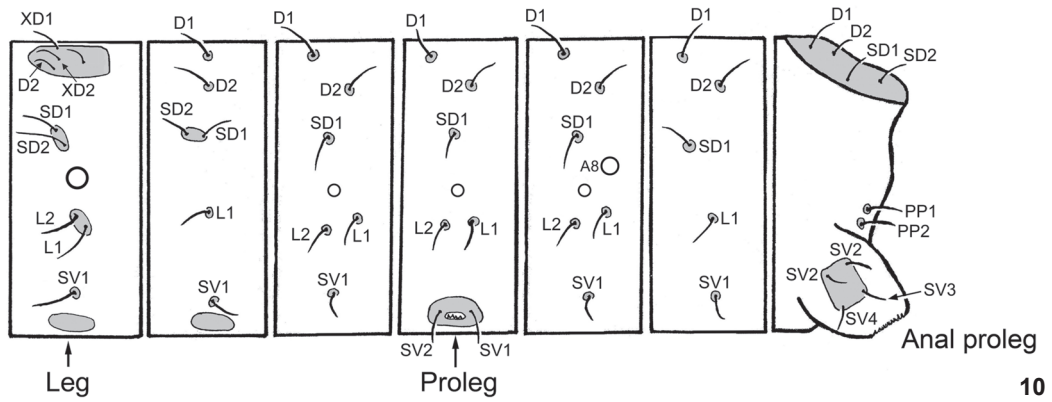 XD1
D2
XD2
SD1
SD2
L2
L1
SV1
Leg
D1
D2
SD2
SD1
L1
SV1
D1
D2
SD1
L2
L1
SV1
D1
D2
SD1
L2
L1
SV2
SV1
Proleg
D1
D2
SD1
A8
L2
L1
SV1
D1
D2
SD1
L1
SV1
D1
D2
SD1
SD2
PP1
PP2
SV2
SV2
SV3
SV4
Anal proleg
10